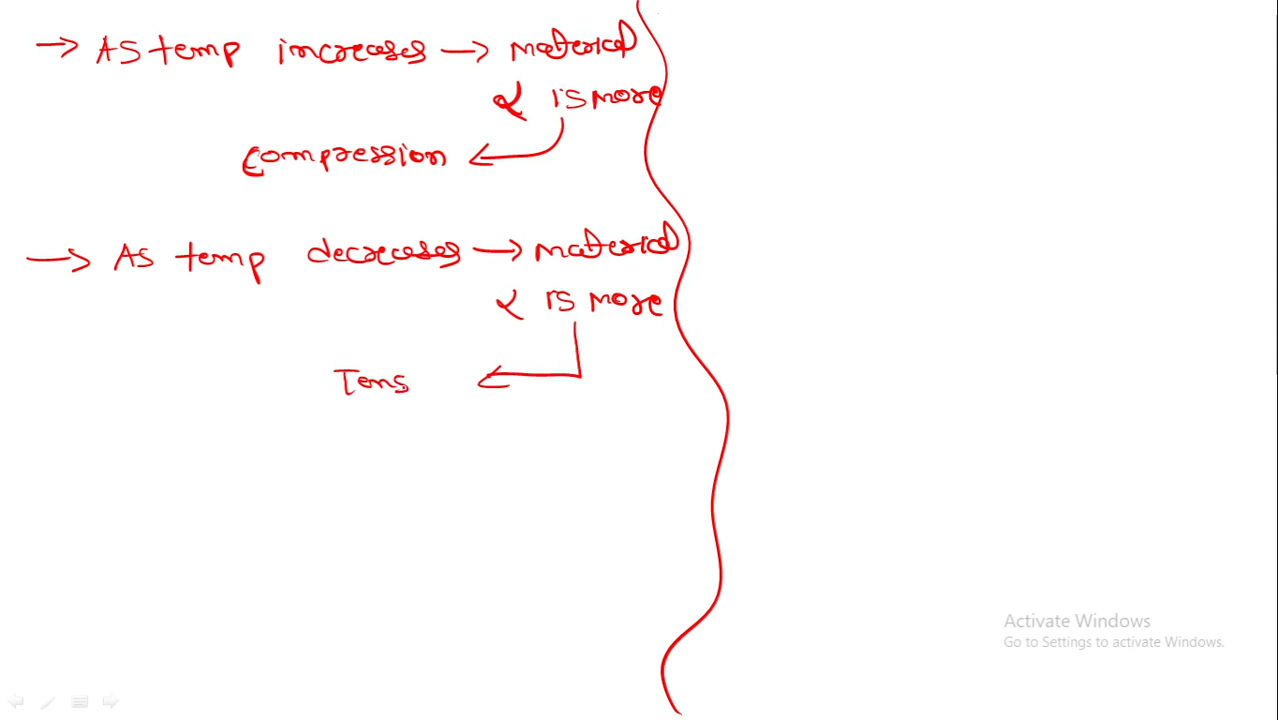 → As temp increases → material
α is more
compression ←
→ As temp decreases → material
α is more
Tens ←
Activate Windows
Go to Settings to activate Windows.